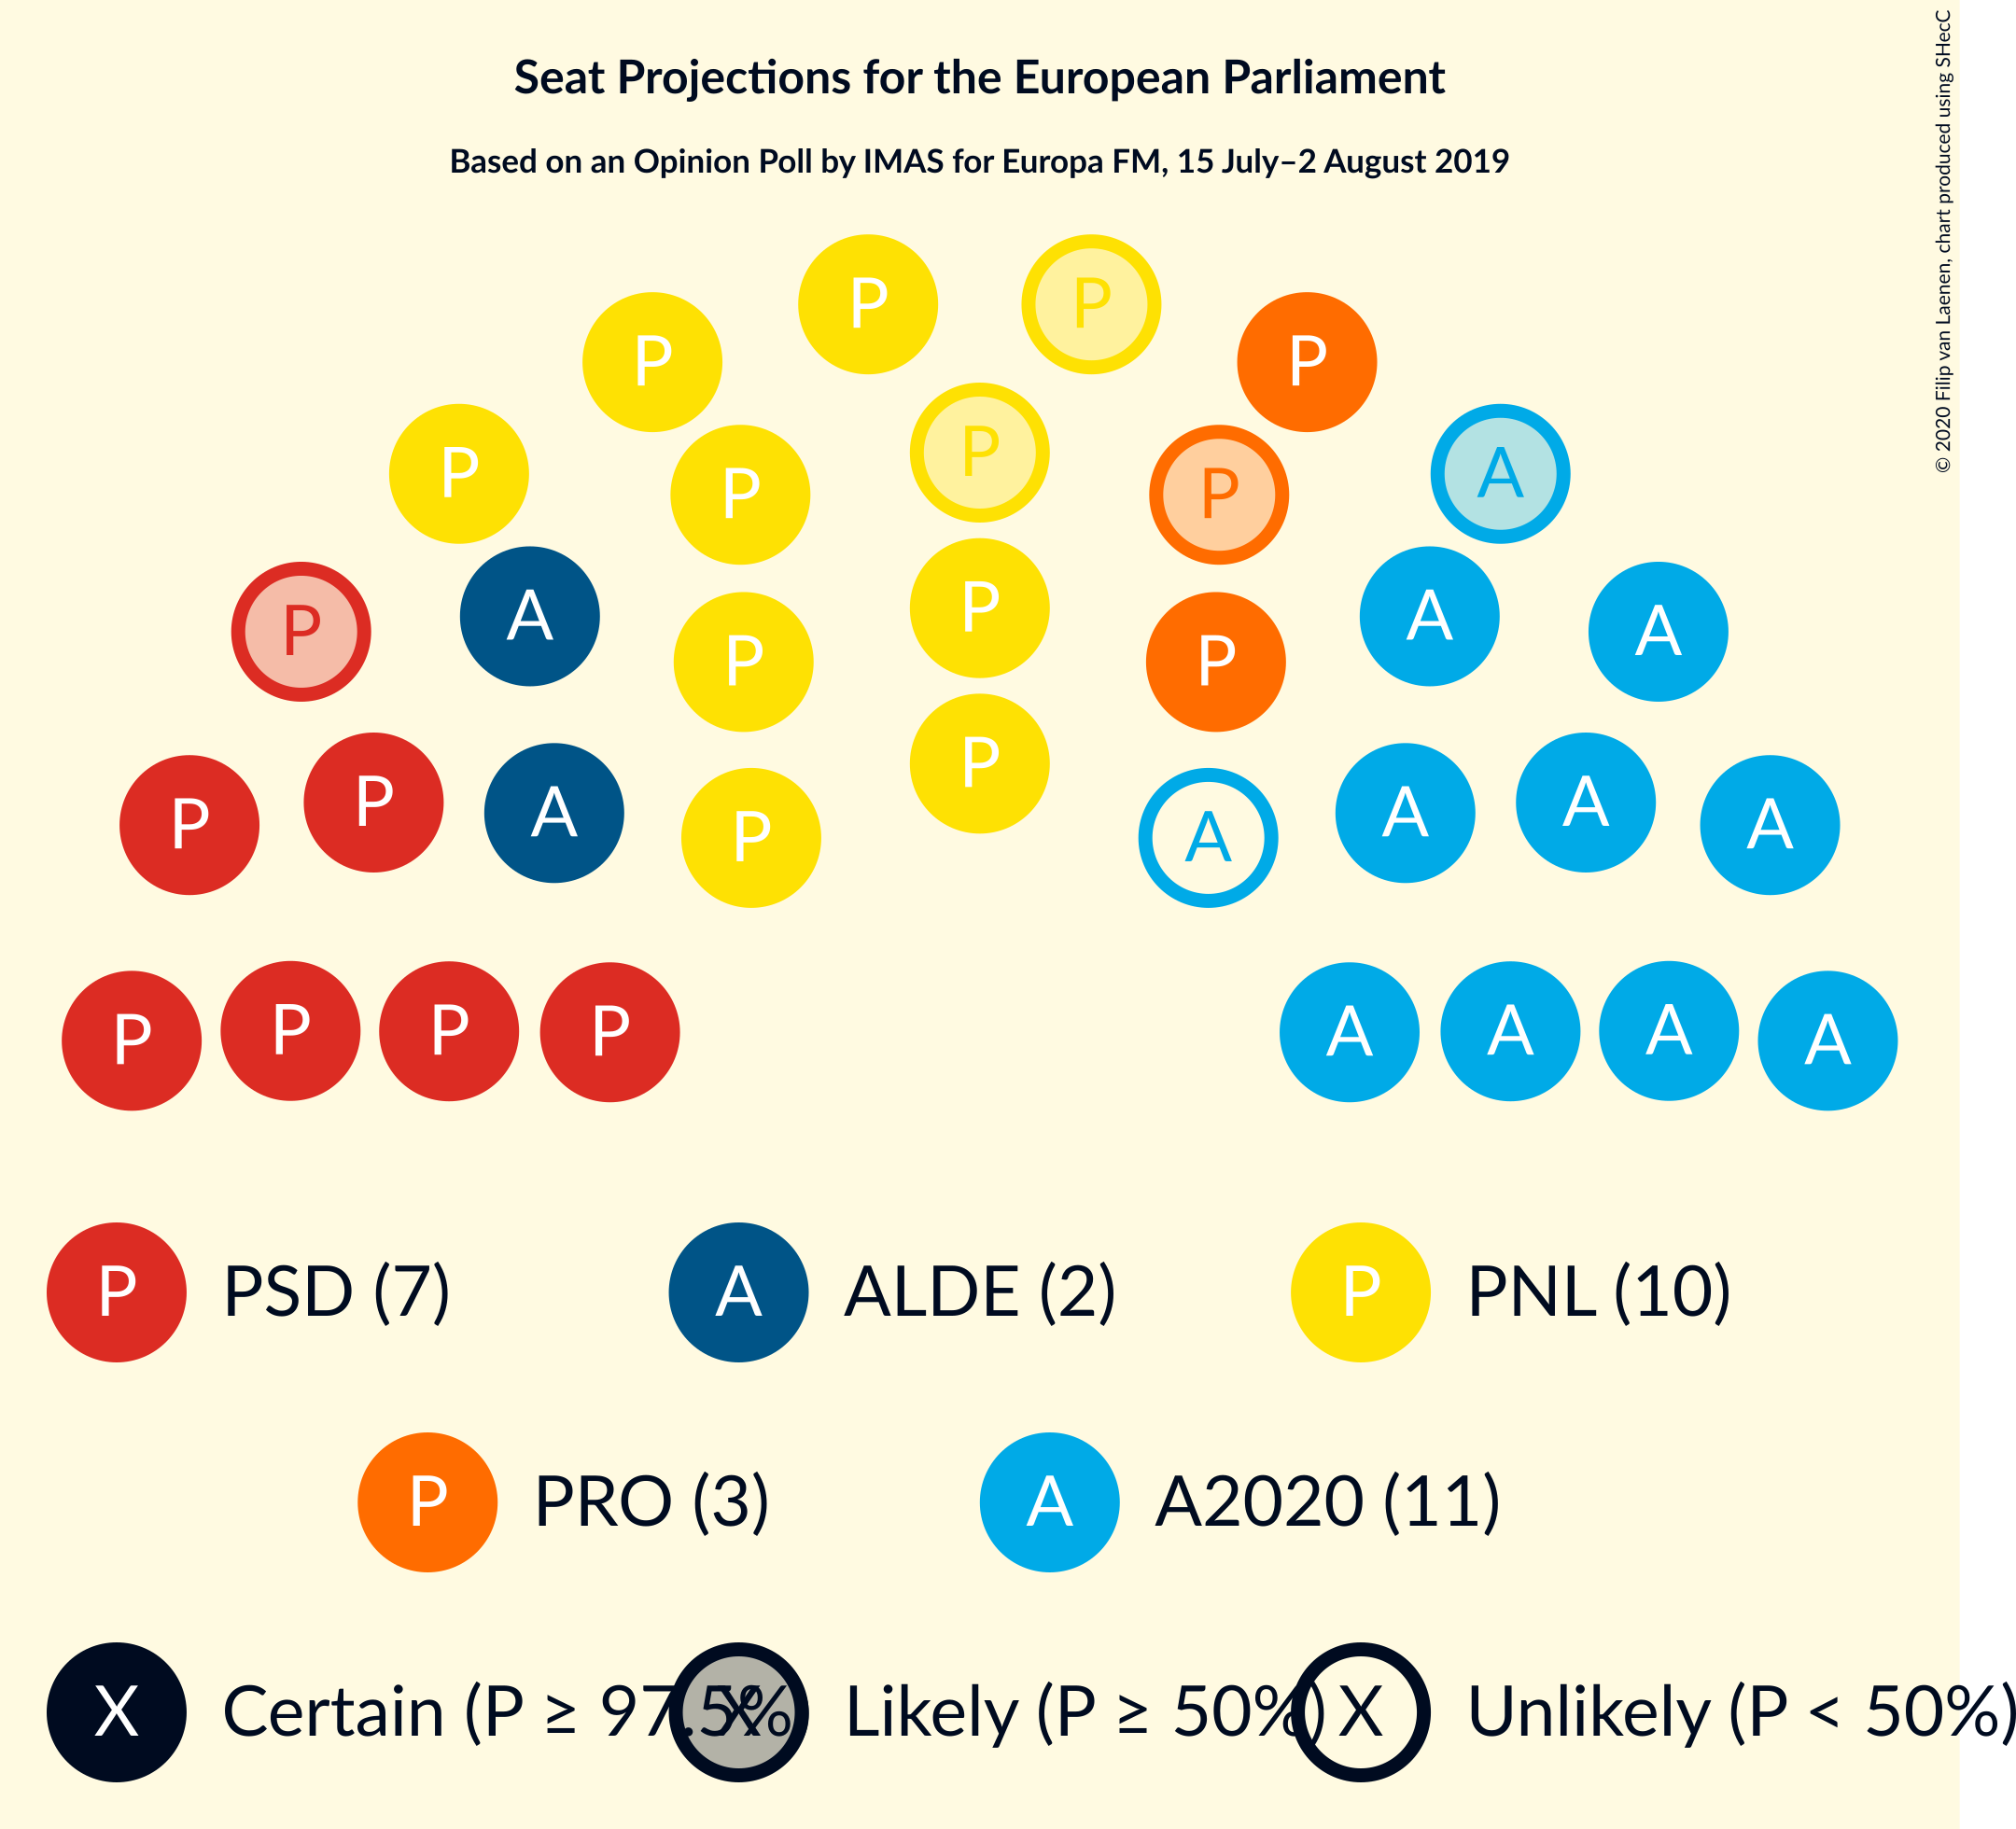 Seat Projections for the European Parliament
Based on an Opinion Poll by IMAS for Europa FM, 15 July–2 August 2019
© 2020 Filip van Laenen, chart produced using SHecC
P P
P P
P P P A
P P
P A P A A
P P P
P P A P A A A
P A
P P P P A A A A
P PSD (7) A ALDE (2) P PNL (10)
P PRO (3) A A2020 (11)
X Certain (P ≥ 97.5% X Likely (P ≥ 50%) X Unlikely (P < 50%)